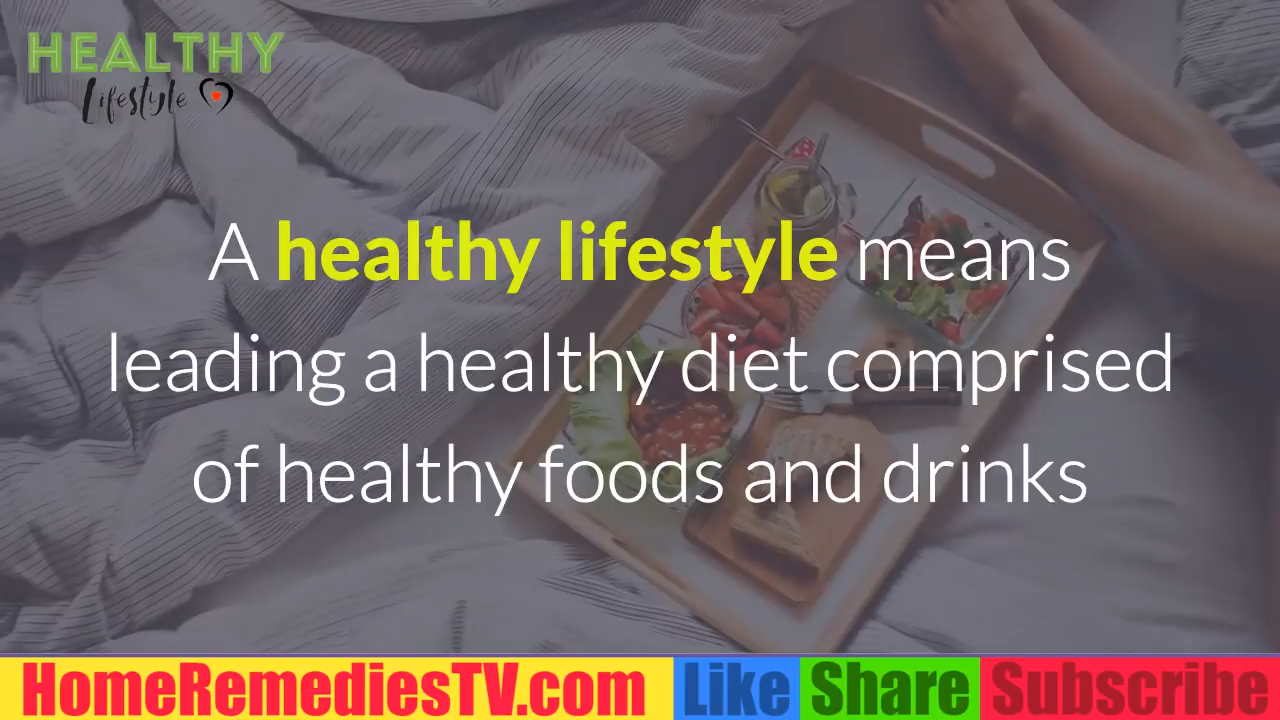 HEALTHY
Lifestyle
A healthy lifestyle means
leading a healthy diet comprised
of healthy foods and drinks
HomeRemediesTV.com Like Share Subscribe